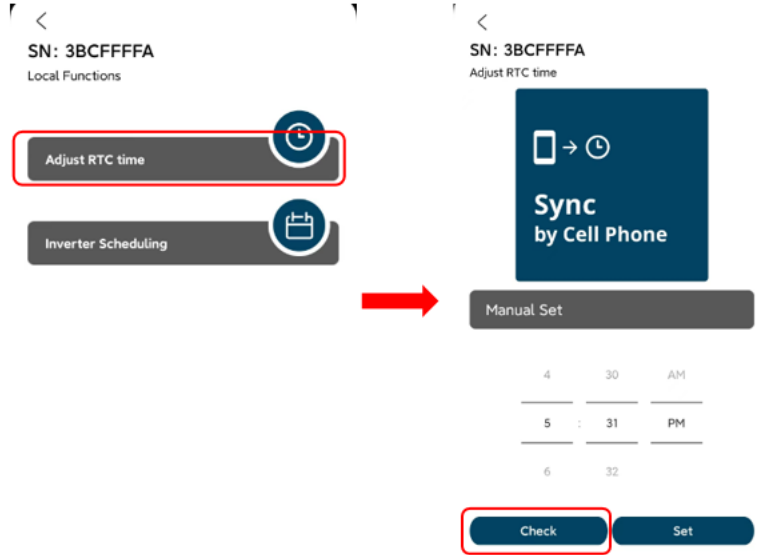 SN: 3BCFFFFA
Local Functions
Adjust RTC time
Inverter Scheduling
SN: 3BCFFFFA
Adjust RTC time
Sync
by Cell Phone
Manual Set
4 30 AM
5 : 31 PM
6 32
Check Set